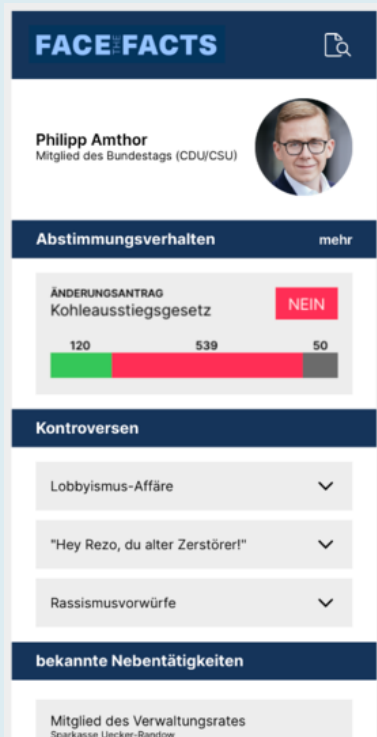 FACE THE FACTS
Philipp Amthor
Mitglied des Bundestags (CDU/CSU)
Abstimmungsverhalten mehr
ÄNDERUNGSANTRAG
Kohleausstiegsgesetz NEIN
120 539 50
Kontroversen
Lobbyismus-Affäre
"Hey Rezo, du alter Zerstörer!"
Rassismusvorwürfe
bekannte Nebentätigkeiten
Mitglied des Verwaltungsrates
Sparkasse Uecker-Randow